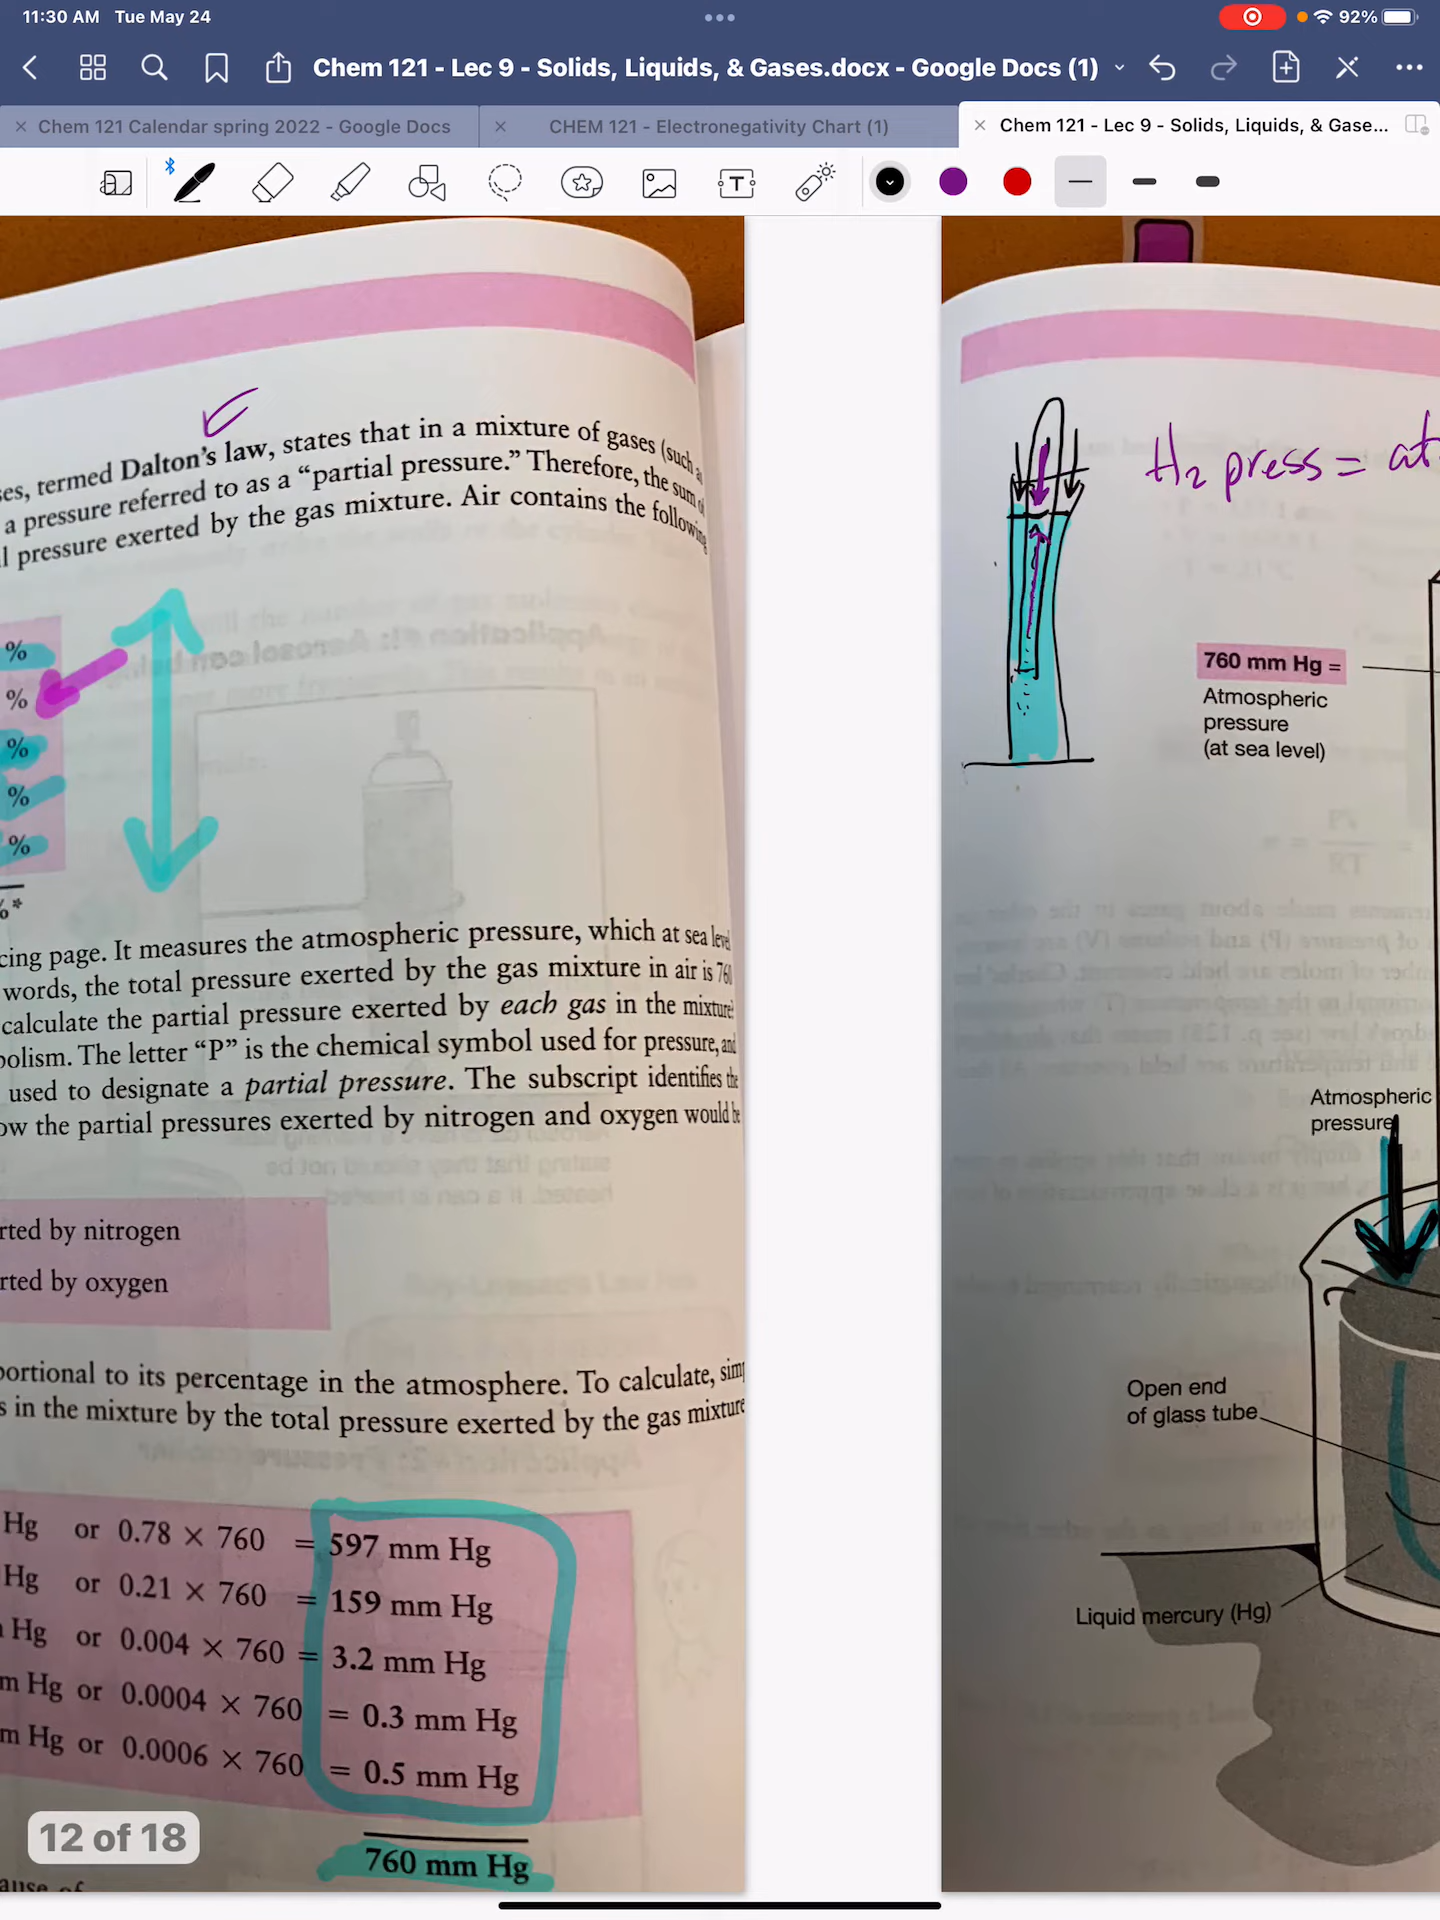 11:30 AM Tue May 24
92%
Chem 121 - Lec 9 - Solids, Liquids, & Gases.docx - Google Docs (1)
Chem 121 Calendar spring 2022 - Google Docs
CHEM 121 - Electronegativity Chart (1)
Chem 121 - Lec 9 - Solids, Liquids, & Gase...
termed Dalton's law, states that in a mixture of gases (such
a pressure referred to as a “partial pressure.” Therefore, the sum
pressure exerted by the gas mixture. Air contains the following
%
%
%
%
%
%*
page. It measures the atmospheric pressure, which at sea level
words, the total pressure exerted by the gas mixture in air is 760
calculate the partial pressure exerted by each gas in the mixture
The letter “P” is the chemical symbol used for pressure, and
used to designate a partial pressure. The subscript identifies the
the partial pressures exerted by nitrogen and oxygen would be
rted by nitrogen
rted by oxygen
portional to its percentage in the atmosphere. To calculate, sim
s in the mixture by the total pressure exerted by the gas mixture
Hg or 0.78 × 760 = 597 mm Hg
Hg or 0.21 × 760 = 159 mm Hg
Hg or 0.004 × 760 = 3.2 mm Hg
m Hg or 0.0004 × 760 = 0.3 mm Hg
m Hg or 0.0006 × 760 = 0.5 mm Hg
760 mm Hg
12 of 18
H₂ press = at
760 mm Hg =
Atmospheric
pressure
(at sea level)
Atmospheric
pressure
Open end
of glass tube
Liquid mercury (Hg)